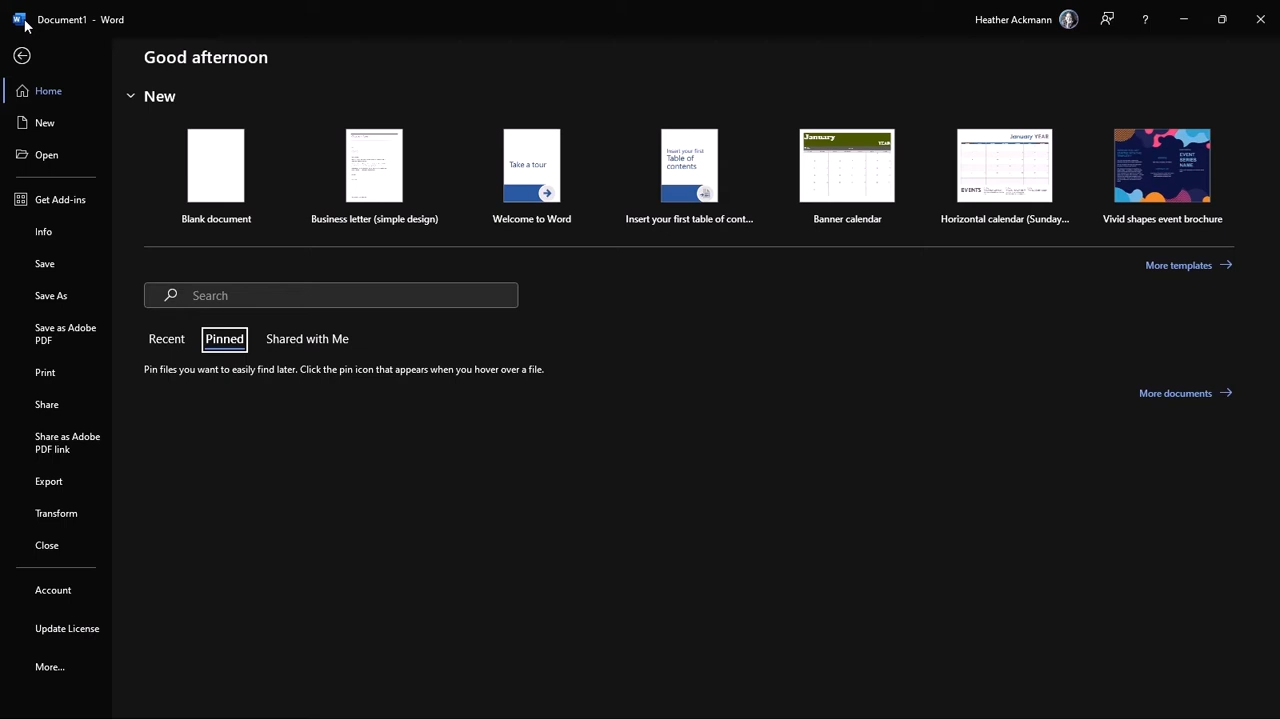 Document1 - Word
Heather Ackmann
?
Good afternoon
Home
New
New
Open
Get Add-ins
Info
Save
Save As
Save as Adobe
PDF
Print
Share
Share as Adobe
PDF link
Export
Transform
Close
Account
Update License
More...
Take a tour
Insert your first
Table of
contents
January
YEAR
January YEAR
EVENTS
EVENT
SERIES
NAME
Blank document
Business letter (simple design)
Welcome to Word
Insert your first table of cont...
Banner calendar
Horizontal calendar (Sunday...
Vivid shapes event brochure
More templates
Search
Recent
Pinned
Shared with Me
Pin files you want to easily find later. Click the pin icon that appears when you hover over a file.
More documents